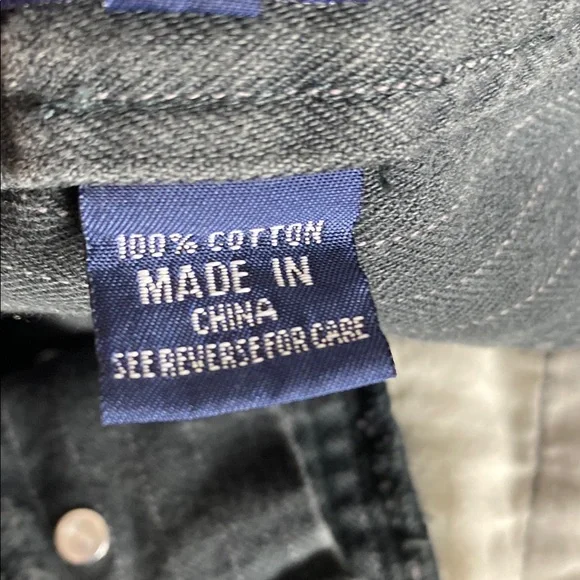 100% COTTON
MADE IN
CHINA
SEE REVERSE FOR CARE